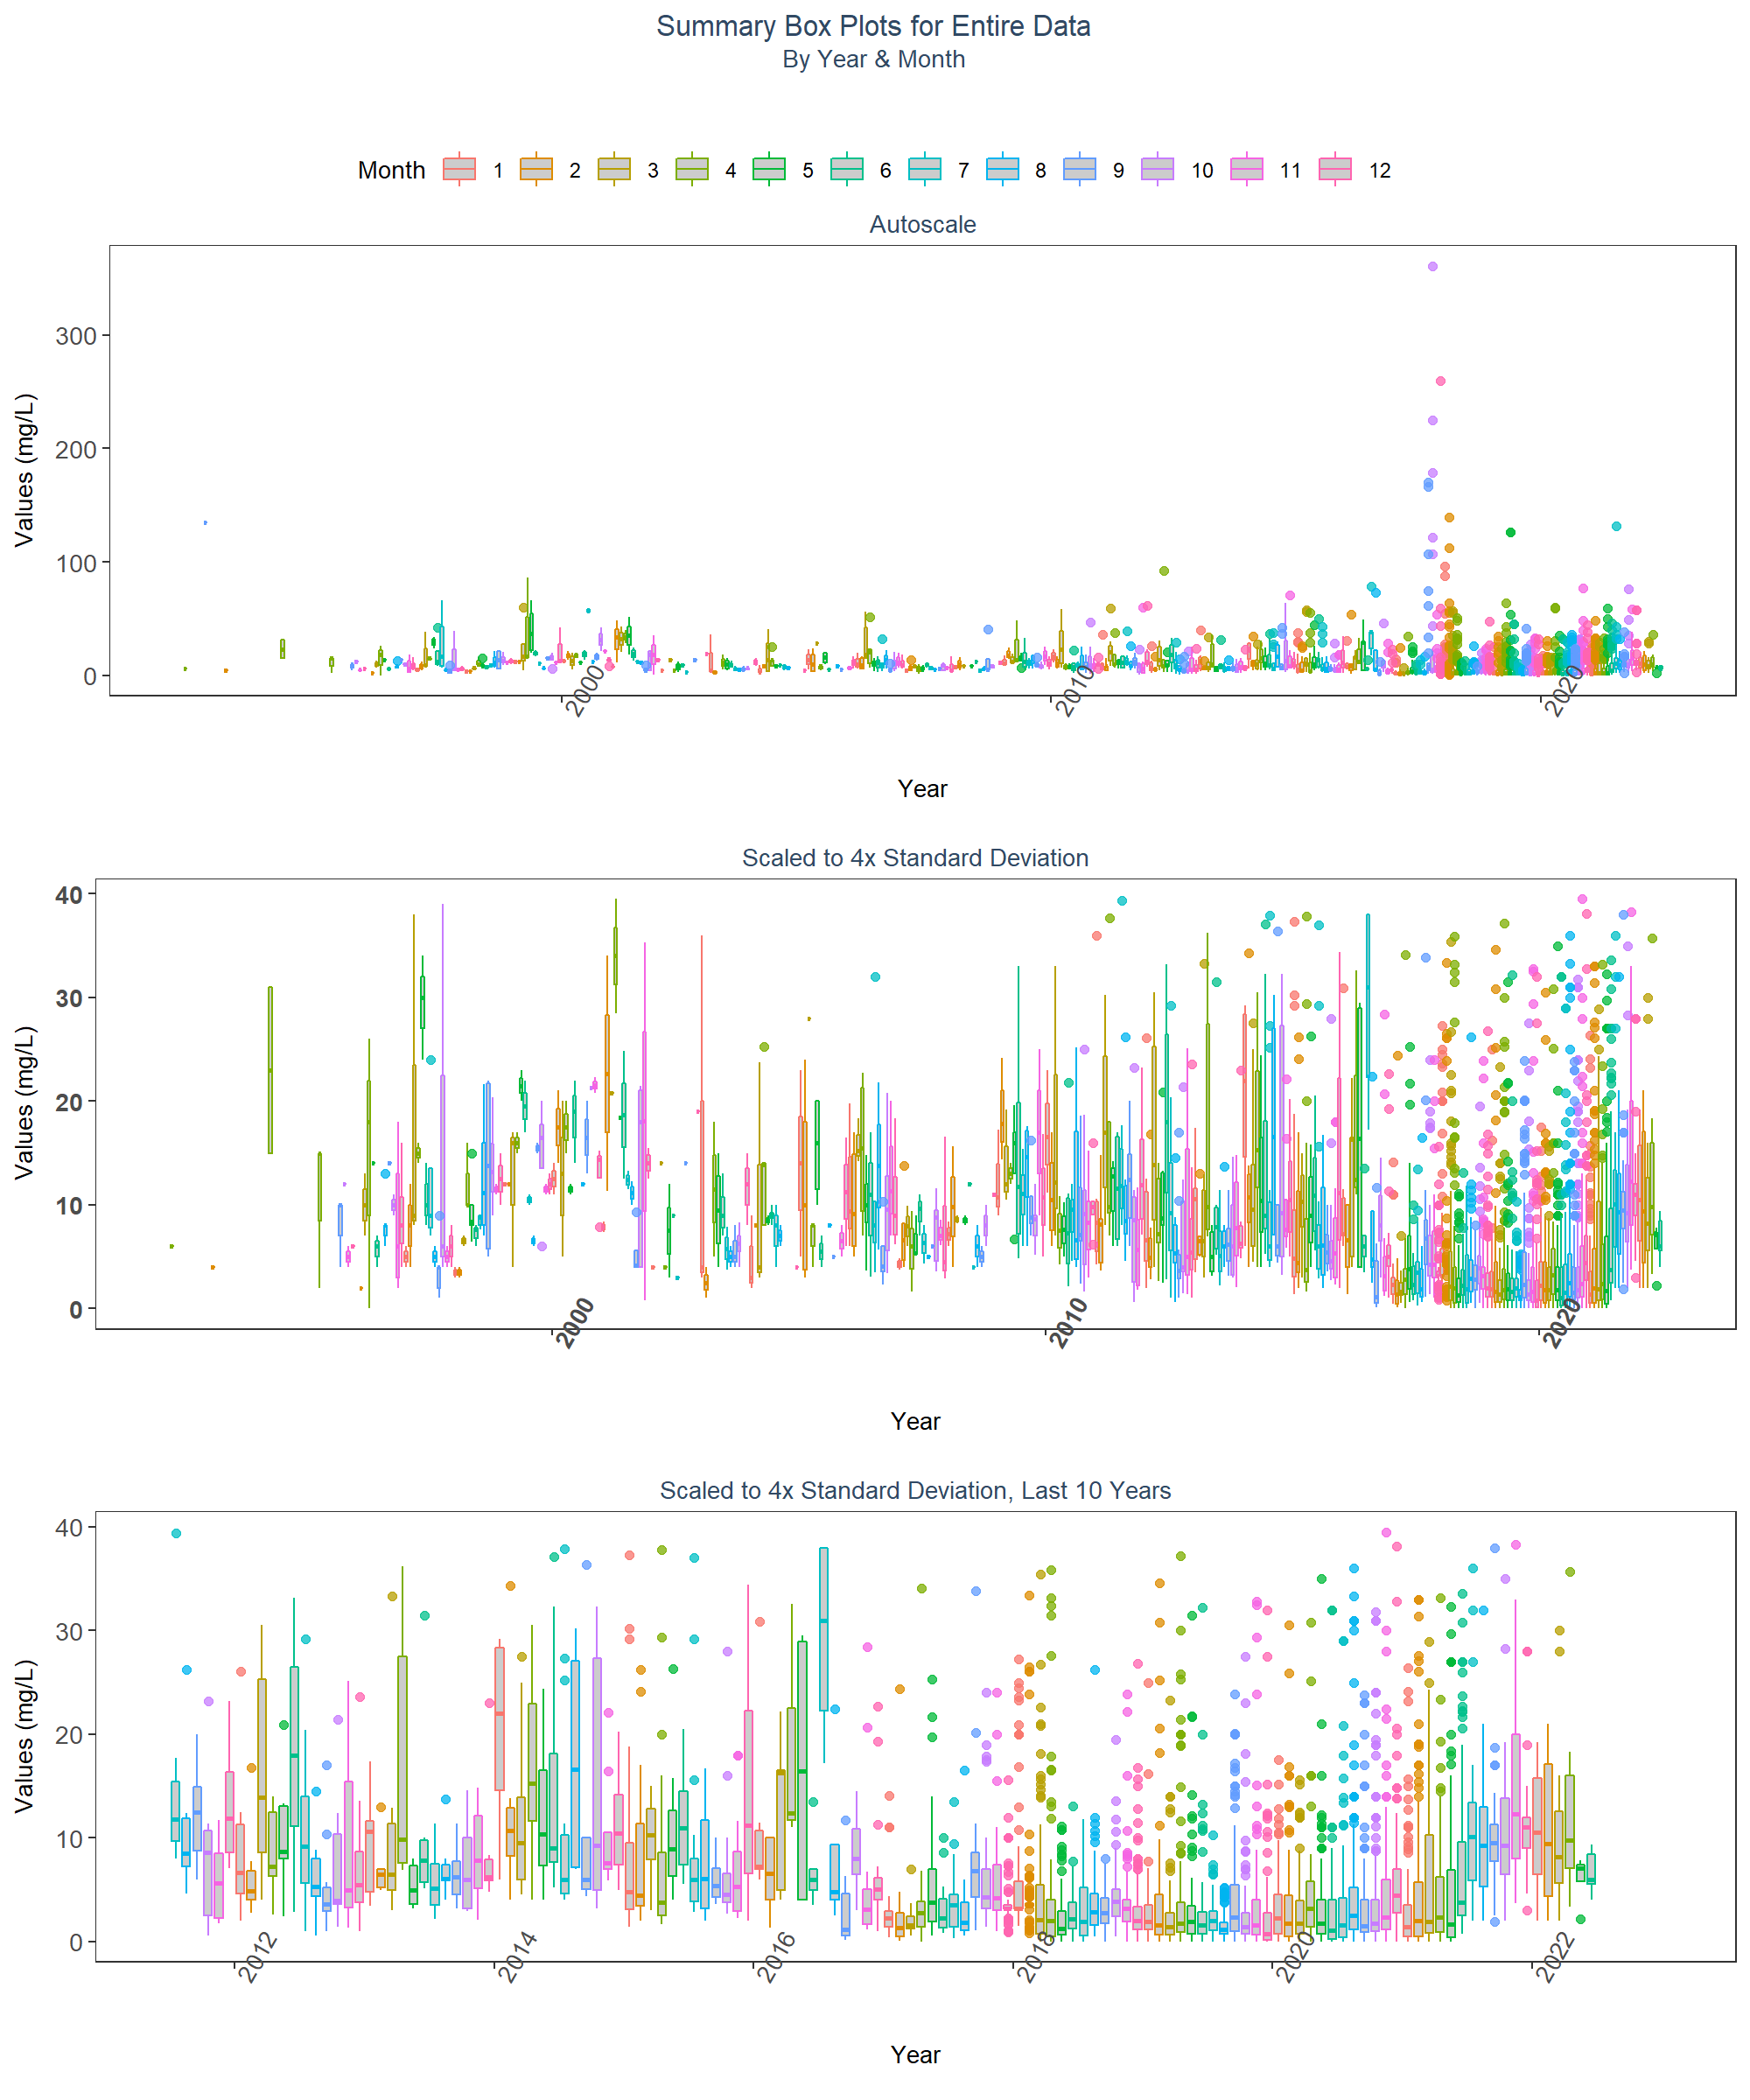 Summary Box Plots for Entire Data
By Year & Month
Month 1 2 3 4 5 6 7 8 9 10 11 12
Autoscale
Values (mg/L)
300
200
100
0
2000 2010 2020
Year
Scaled to 4x Standard Deviation
Values (mg/L)
40
30
20
10
0
2000 2010 2020
Year
Scaled to 4x Standard Deviation, Last 10 Years
Values (mg/L)
40
30
20
10
0
2012 2014 2016 2018 2020 2022
Year